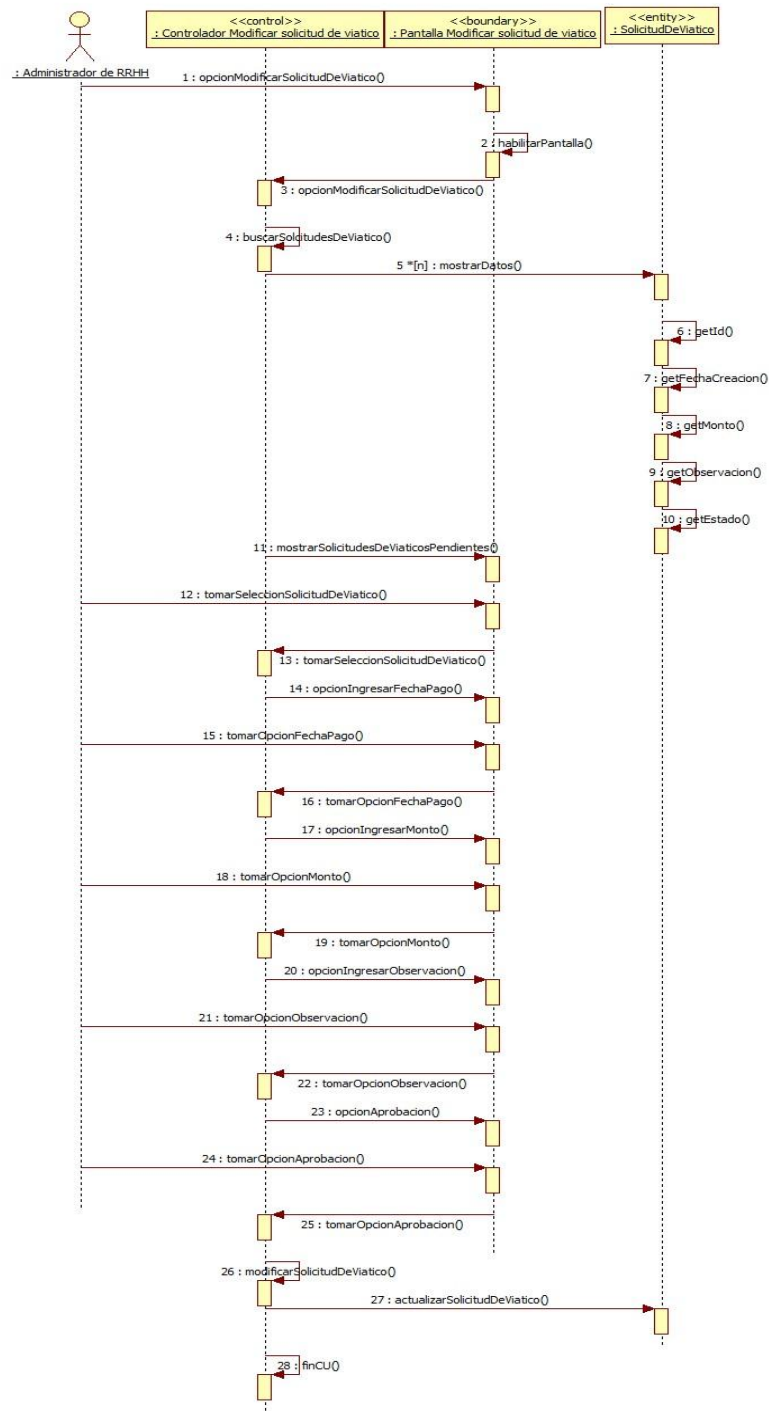 <<control>>
: Controlador Modificar solicitud de viatico
<<boundary>>
: Pantalla Modificar solicitud de viatico
<<entity>>
: SolicitudDeViatico
: Administrador de RRHH
1 : opcionModificarSolicitudDeViatico()
2 : habilitarPantalla()
3 : opcionModificarSolicitudDeViatico()
4 : buscarSolcitudesDeViatico()
5 *[n] : mostrarDatos()
6 : getId()
7 : getFechaCreacion()
8 : getMonto()
9 : getObservacion()
10 : getEstado()
11 : mostrarSolicitudesDeViaticosPendientes()
12 : tomarSeleccionSolicitudDeViatico()
13 : tomarSeleccionSolicitudDeViatico()
14 : opcionIngresarFechaPago()
15 : tomarOpcionFechaPago()
16 : tomarOpcionFechaPago()
17 : opcionIngresarMonto()
18 : tomarOpcionMonto()
19 : tomarOpcionMonto()
20 : opcionIngresarObservacion()
21 : tomarOpcionObservacion()
22 : tomarOpcionObservacion()
23 : opcionAprobacion()
24 : tomarOpcionAprobacion()
25 : tomarOpcionAprobacion()
26 : modificarSolicitudDeViatico()
27 : actualizarSolicitudDeViatico()
28 : finCU()